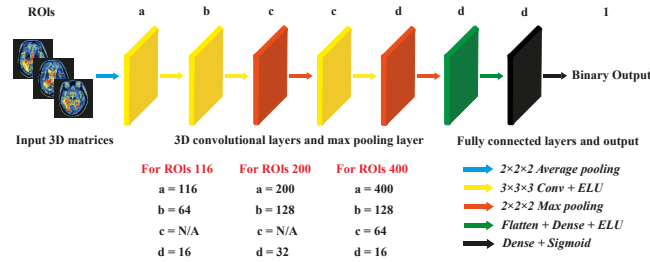 ROIs a b c c d d d 1
Binary Output
Input 3D matrices 3D convolutional layers and max pooling layer Fully connected layers and output
For ROIs 116 For ROIs 200 For ROIs 400
a = 116 a = 200 a = 400
b = 64 b = 128 b = 128
c = N/A c = N/A c = 64
d = 16 d = 32 d = 16
2×2×2 Average pooling
3×3×3 Conv + ELU
2×2×2 Max pooling
Flatten + Dense + ELU
Dense + Sigmoid